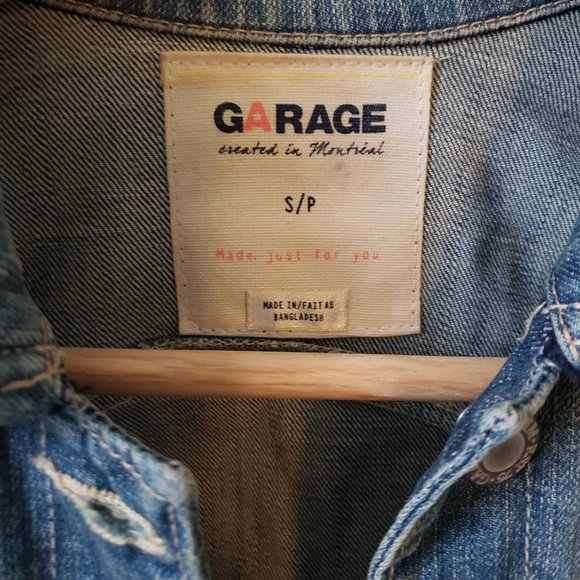 GARAGE
created in Montréal
S/P
Made just for you
MADE IN/FAIT AU
BANGLADESH